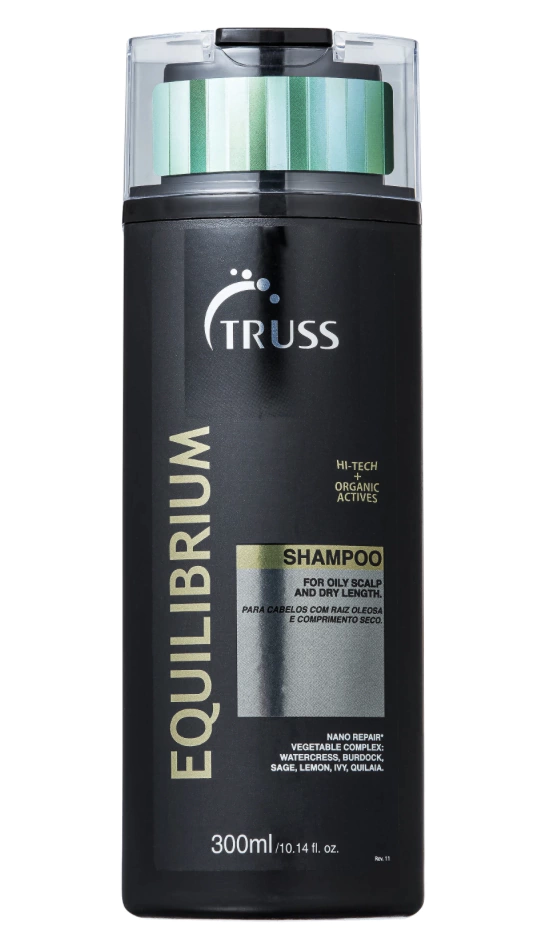 TRUSS
EQUILIBRIUM
HI-TECH
+
ORGANIC
ACTIVES
SHAMPOO
FOR OILY SCALP
AND DRY LENGTH.
PARA CABELOS COM RAIZ OLEOSA
E COMPRIMENTO SECO.
NANO REPAIR*
VEGETABLE COMPLEX:
WATERCRESS, BURDOCK,
SAGE, LEMON, IVY, QUILAIA.
300ml/10.14 fl. oz.
Rev. 11